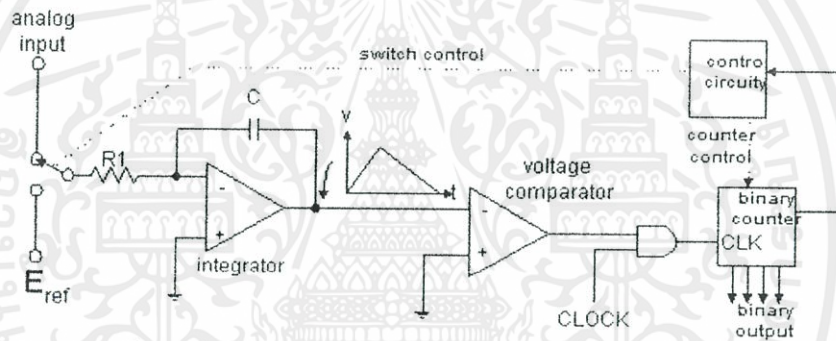 analog
input
switch control
contro
circuity
C
counter
control
V
R1
voltage
comparator
t
-
-
binary
counter
+
+
CLK
integrator
E ref
CLOCK
binary
output